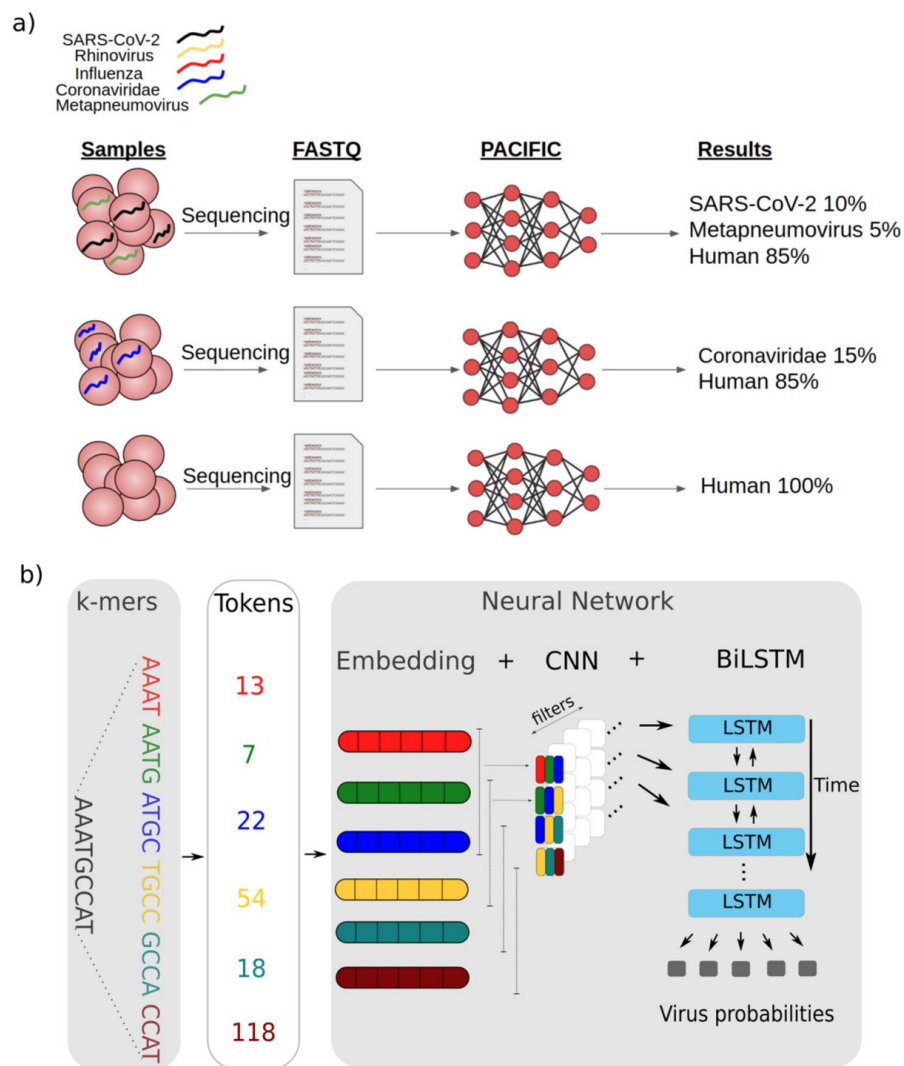 a)
SARS-CoV-2
Rhinovirus
Influenza
Coronaviridae
Metapneumovirus
Samples FASTQ PACIFIC Results
Sequencing
SARS-CoV-2 10%
Metapneumovirus 5%
Human 85%
Sequencing
Coronaviridae 15%
Human 85%
Sequencing
Human 100%
b)
k-mers
AAATGCCAT
AAAT AATG ATGC TGCC GCCA CCAT
Tokens
13
7
22
54
18
118
Neural Network
Embedding + CNN + BiLSTM
filters
LSTM
LSTM
LSTM
LSTM
Time
Virus probabilities